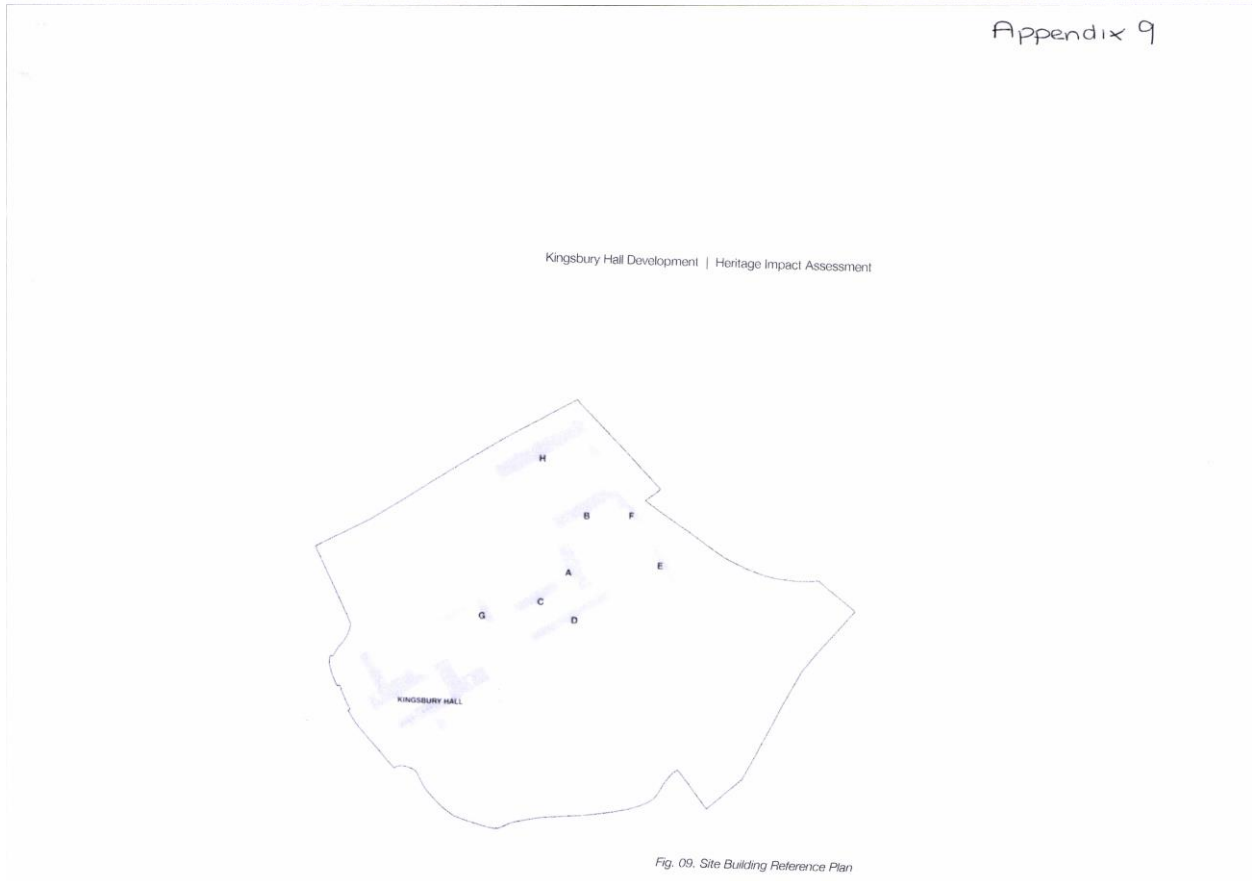 Appendix 9
Kingsbury Hall Development | Heritage Impact Assessment
H
B F
A E
C
G D
KINGSBURY HALL
Fig. 09. Site Building Reference Plan